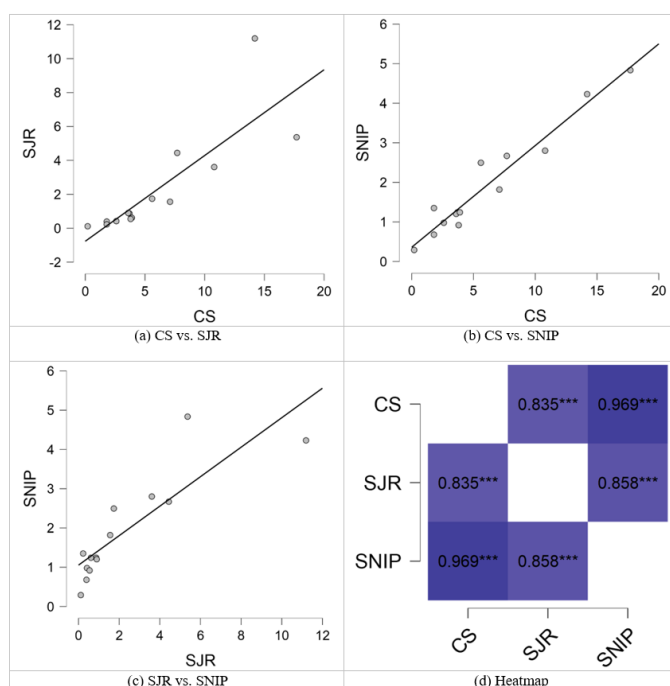 12
10
8
6
4
2
0
-2
SJR
0 5 10 15 20
CS
(a) CS vs. SJR
6
5
4
3
2
1
0
SNIP
0 5 10 15 20
CS
(b) CS vs. SNIP
6
5
4
3
2
1
0
SNIP
0 2 4 6 8 10 12
SJR
(c) SJR vs. SNIP
CS 0.835*** 0.969***
SJR 0.835*** 0.858***
SNIP 0.969*** 0.858***
CS SJR SNIP
(d) Heatmap